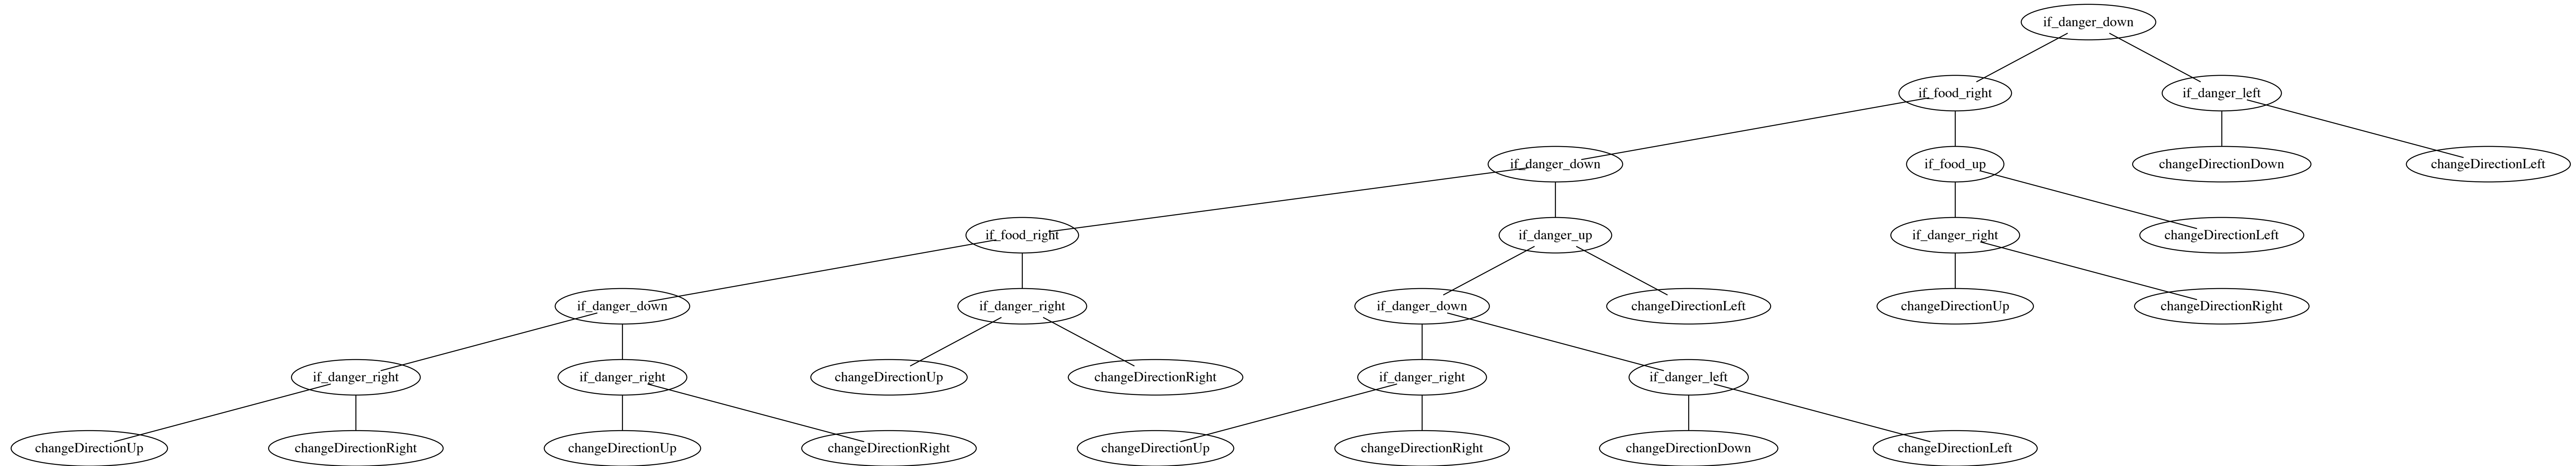 if_danger_down
if_food_right
if_danger_left
if_danger_down
if_food_up
changeDirectionDown
changeDirectionLeft
if_food_right
if_danger_up
if_danger_right
changeDirectionLeft
if_danger_down
if_danger_right
if_danger_down
changeDirectionLeft
changeDirectionUp
changeDirectionRight
if_danger_right
if_danger_right
changeDirectionUp
changeDirectionRight
if_danger_right
if_danger_left
changeDirectionUp
changeDirectionRight
changeDirectionUp
changeDirectionRight
changeDirectionUp
changeDirectionRight
changeDirectionDown
changeDirectionLeft